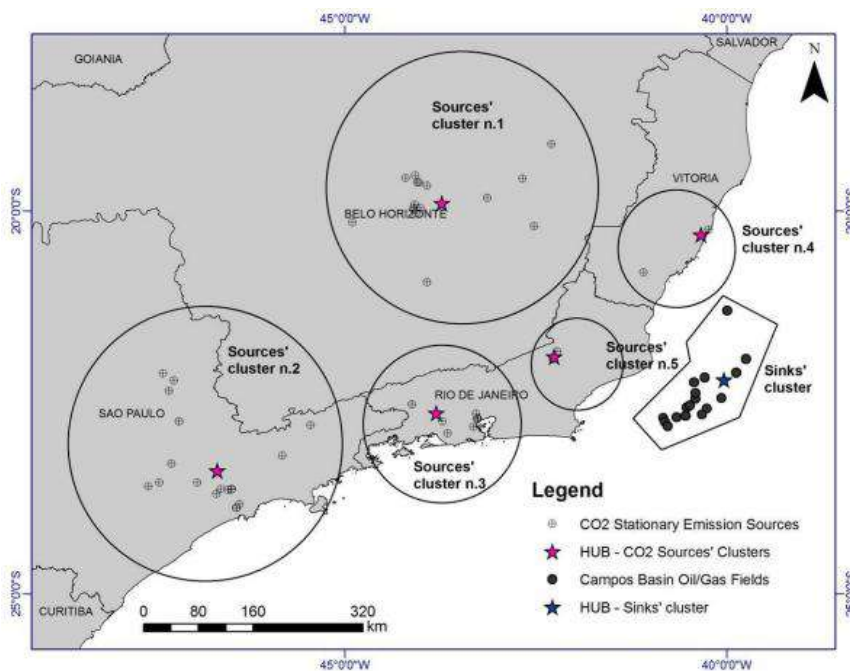 45°0'0"W
40°0'0"W
GOIANIA
SALVADOR
N
Sources'
cluster n.1
VITORIA
20°0'0"S
20°0'0"S
BELO HORIZONTE
Sources'
cluster n.4
Sources'
cluster n.2
Sources'
cluster n.5
Sinks'
cluster
RIO DE JANEIRO
SAO PAULO
Sources'
cluster n.3
Legend
CO2 Stationary Emission Sources
HUB - CO2 Sources' Clusters
Campos Basin Oil/Gas Fields
HUB - Sinks' cluster
25°0'0"S
25°0'0"S
CURITIBA
0 80 160 320
km
45°0'0"W
40°0'0"W